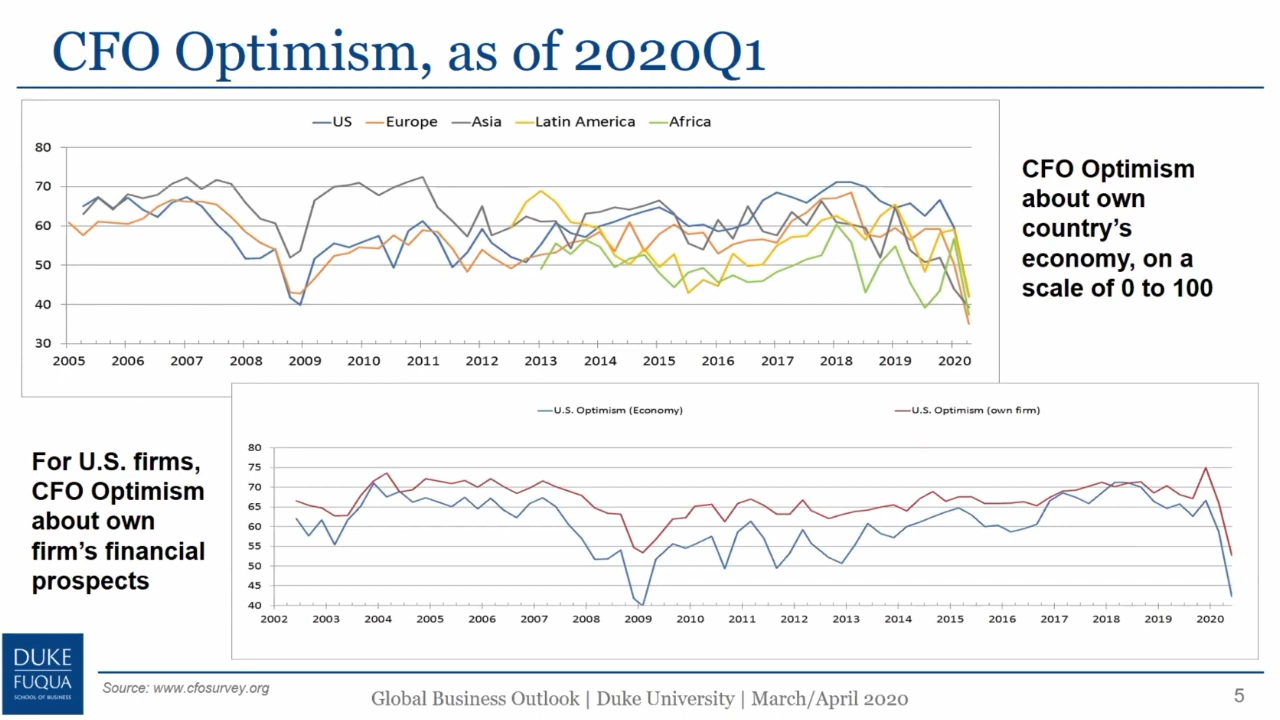 CFO Optimism, as of 2020Q1
US Europe Asia Latin America Africa
80
70
60
50
40
30
2005 2006 2007 2008 2009 2010 2011 2012 2013 2014 2015 2016 2017 2018 2019 2020
CFO Optimism
about own
country’s
economy, on a
scale of 0 to 100
For U.S. firms,
CFO Optimism
about own
firm’s financial
prospects
U.S. Optimism (Economy) U.S. Optimism (own firm)
80
75
70
65
60
55
50
45
40
2002 2003 2004 2005 2006 2007 2008 2009 2010 2011 2012 2013 2014 2015 2016 2017 2018 2019 2020
DUKE
FUQUA
SCHOOL OF BUSINESS
Source: www.cfosurvey.org
Global Business Outlook | Duke University | March/April 2020
5